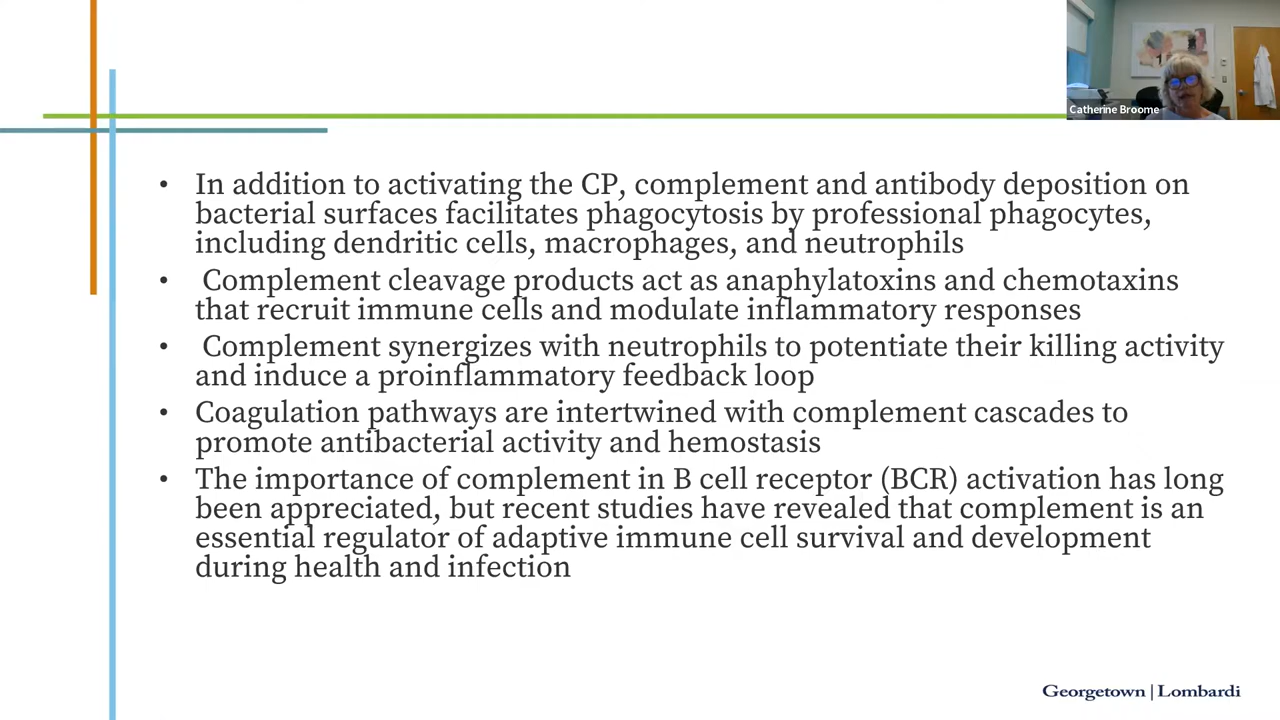 Catherine Broome
• In addition to activating the CP, complement and antibody deposition on
bacterial surfaces facilitates phagocytosis by professional phagocytes,
including dendritic cells, macrophages, and neutrophils
• Complement cleavage products act as anaphylatoxins and chemotaxins
that recruit immune cells and modulate inflammatory responses
• Complement synergizes with neutrophils to potentiate their killing activity
and induce a proinflammatory feedback loop
• Coagulation pathways are intertwined with complement cascades to
promote antibacterial activity and hemostasis
• The importance of complement in B cell receptor (BCR) activation has long
been appreciated, but recent studies have revealed that complement is an
essential regulator of adaptive immune cell survival and development
during health and infection
Georgetown | Lombardi